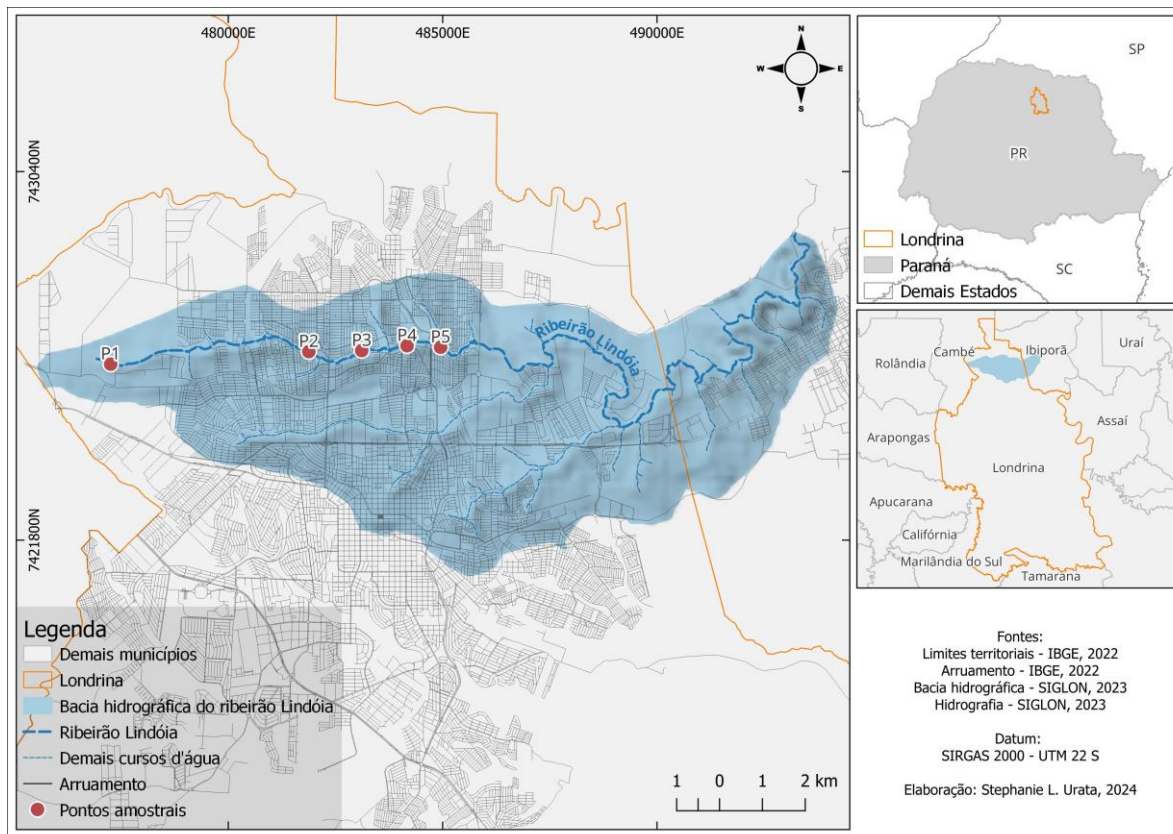 480000E
485000E
490000E
N
W
E
S
7430400N
7421800N
P1
P2
P3
P4
P5
Ribeirão Lindóia
Legenda
Demais municípios
Londrina
Bacia hidrográfica do ribeirão Lindóia
Ribeirão Lindóia
Demais cursos d'água
Arruamento
Pontos amostrais
1 0 1 2 km
SP
PR
SC
Londrina
Paraná
Demais Estados
Rolândia
Cambé
Ibiporã
Uraí
Assaí
Arapongas
Londrina
Apucarana
Califórnia
Marilândia do Sul
Tamarana
Fontes:
Limites territoriais - IBGE, 2022
Arruamento - IBGE, 2022
Bacia hidrográfica - SIGLON, 2023
Hidrografia - SIGLON, 2023
Datum:
SIRGAS 2000 - UTM 22 S
Elaboração: Stephanie L. Urata, 2024